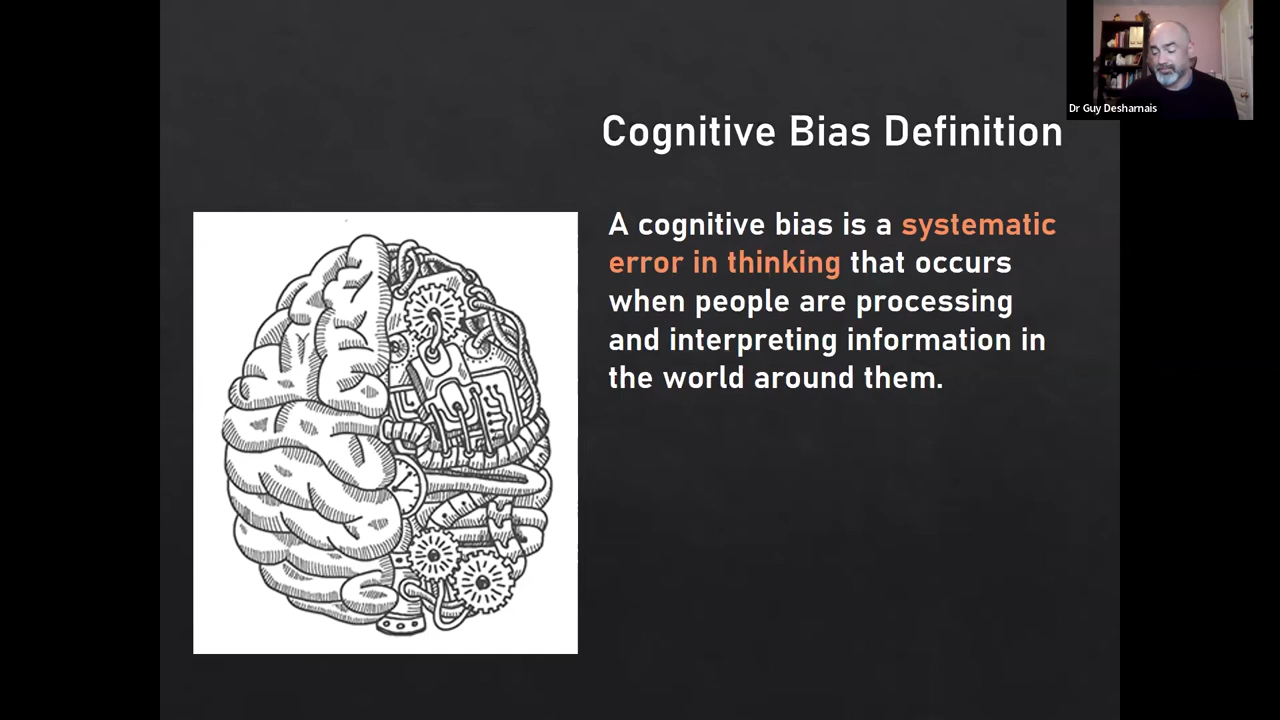 Dr Guy Desharnais
Cognitive Bias Definition
A cognitive bias is a systematic
error in thinking that occurs
when people are processing
and interpreting information in
the world around them.